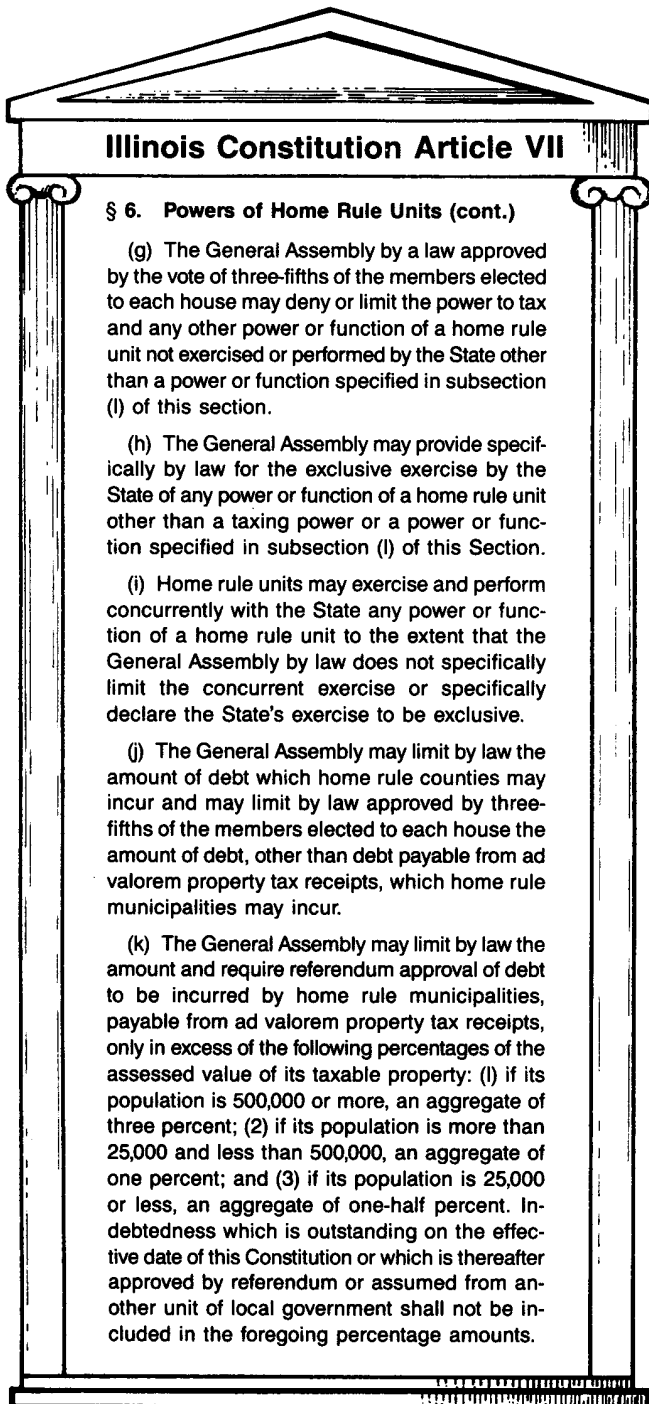 Illinois Constitution Article VII
§ 6. Powers of Home Rule Units (cont.)
(g) The General Assembly by a law approved
by the vote of three-fifths of the members elected
to each house may deny or limit the power to tax
and any other power or function of a home rule
unit not exercised or performed by the State other
than a power or function specified in subsection
(l) of this section.
(h) The General Assembly may provide specif-
ically by law for the exclusive exercise by the
State of any power or function of a home rule unit
other than a taxing power or a power or func-
tion specified in subsection (l) of this Section.
(i) Home rule units may exercise and perform
concurrently with the State any power or func-
tion of a home rule unit to the extent that the
General Assembly by law does not specifically
limit the concurrent exercise or specifically
declare the State's exercise to be exclusive.
(j) The General Assembly may limit by law the
amount of debt which home rule counties may
incur and may limit by law approved by three-
fifths of the members elected to each house the
amount of debt, other than debt payable from ad
valorem property tax receipts, which home rule
municipalities may incur.
(k) The General Assembly may limit by law the
amount and require referendum approval of debt
to be incurred by home rule municipalities,
payable from ad valorem property tax receipts,
only in excess of the following percentages of the
assessed value of its taxable property: (l) if its
population is 500,000 or more, an aggregate of
three percent; (2) if its population is more than
25,000 and less than 500,000, an aggregate of
one percent; and (3) if its population is 25,000
or less, an aggregate of one-half percent. In-
debtedness which is outstanding on the effec-
tive date of this Constitution or which is thereafter
approved by referendum or assumed from an-
other unit of local government shall not be in-
cluded in the foregoing percentage amounts.